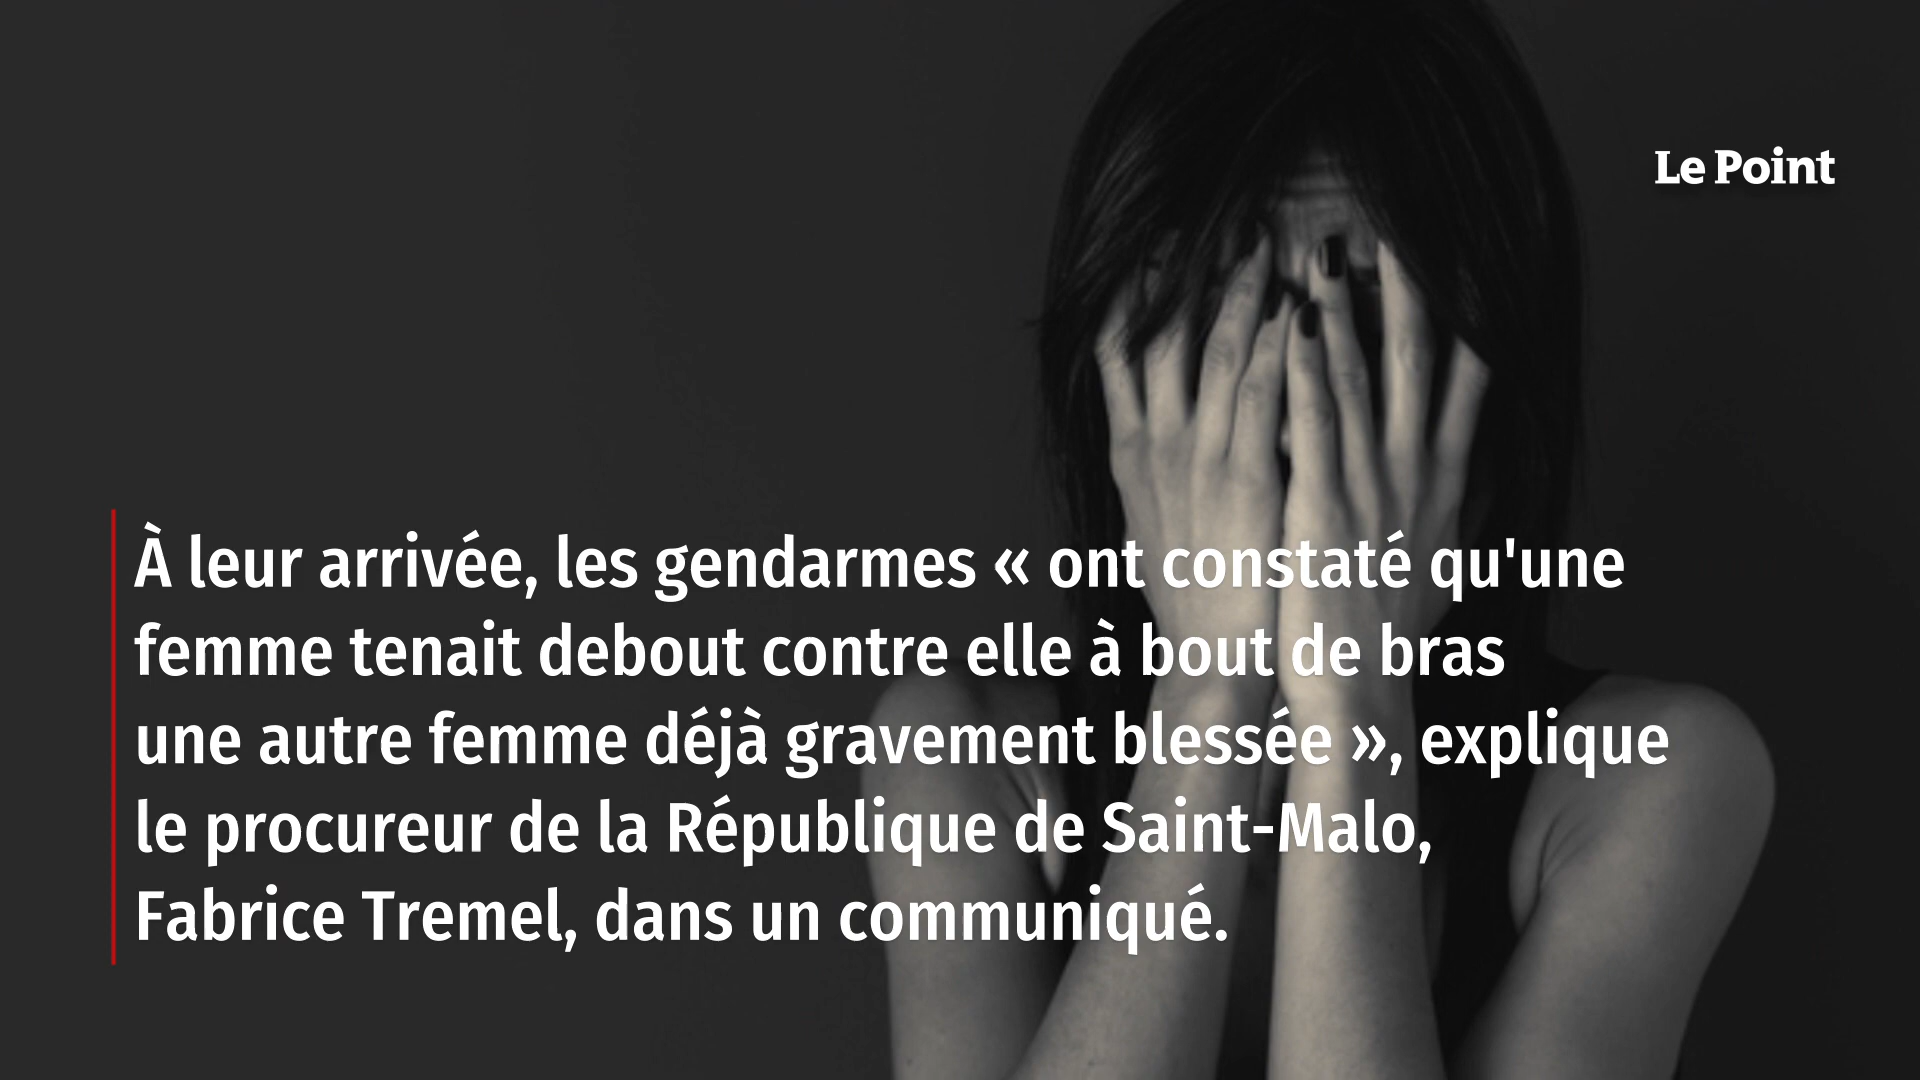 Le Point
À leur arrivée, les gendarmes « ont constaté qu'une
femme tenait debout contre elle à bout de bras
une autre femme déjà gravement blessée », explique
le procureur de la République de Saint-Malo,
Fabrice Tremel, dans un communiqué.